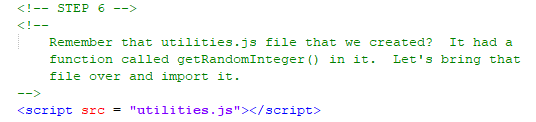 <!-- STEP 6 -->
<!--
Remember that utilities.js file that we created?  It had a
function called getRandomInteger() in it.  Let's bring that
file over and import it.
-->
<script src = "utilities.js"></script>